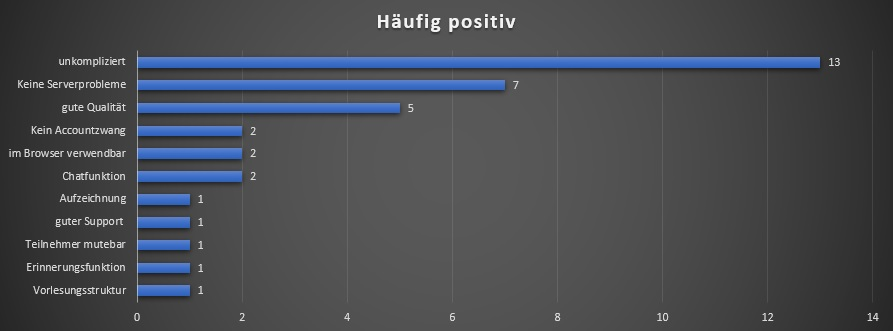 Häufig positiv
unkompliziert 13
Keine Serverprobleme 7
gute Qualität 5
Kein Accountzwang 2
im Browser verwendbar 2
Chatfunktion 2
Aufzeichnung 1
guter Support 1
Teilnehmer mutebar 1
Erinnerungsfunktion 1
Vorlesungsstruktur 1
0 2 4 6 8 10 12 14